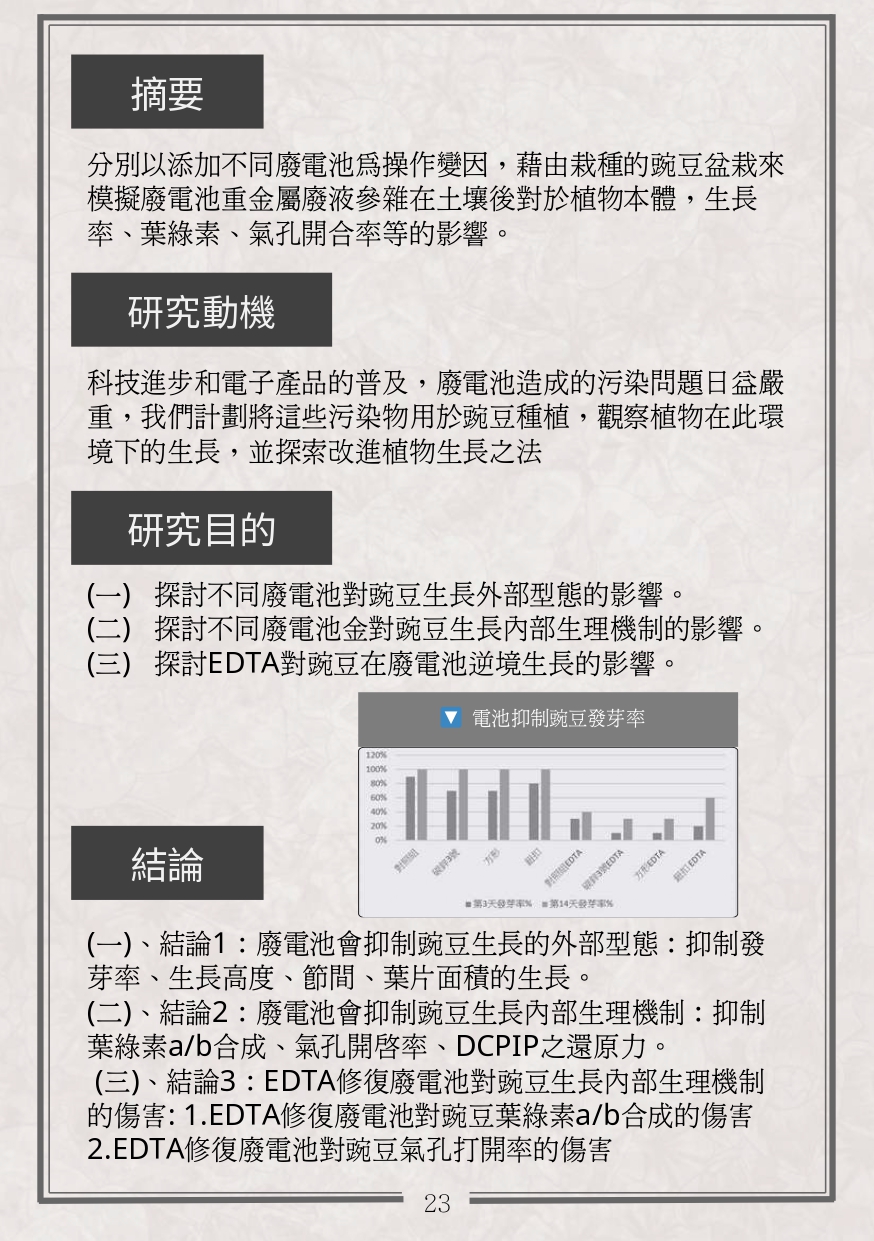 摘要
分別以添加不同廢電池為操作變因，藉由栽種的豌豆盆栽來
模擬廢電池重金屬廢液參雜在土壤後對於植物本體，生長
率、葉綠素、氣孔開合率等的影響。
研究動機
科技進步和電子產品的普及，廢電池造成的污染問題日益嚴
重，我們計劃將這些污染物用於豌豆種植，觀察植物在此環
境下的生長，並探索改進植物生長之法
研究目的
(一) 探討不同廢電池對豌豆生長外部型態的影響。
(二) 探討不同廢電池金對豌豆生長內部生理機制的影響。
(三) 探討EDTA對豌豆在廢電池逆境生長的影響。
電池抑制豌豆發芽率
120%
100%
80%
60%
40%
20%
0%
對照組 碳鋅3號 方形 鈕扣 對照組EDTA 碳鋅3號EDTA 方形EDTA 鈕扣EDTA
第3天發芽率% 第14天發芽率%
結論
(一)、結論1：廢電池會抑制豌豆生長的外部型態：抑制發
芽率、生長高度、節間、葉片面積的生長。
(二)、結論2：廢電池會抑制豌豆生長內部生理機制：抑制
葉綠素a/b合成、氣孔開啓率、DCPIP之還原力。
(三)、結論3：EDTA修復廢電池對豌豆生長內部生理機制
的傷害: 1.EDTA修復廢電池對豌豆葉綠素a/b合成的傷害
2.EDTA修復廢電池對豌豆氣孔打開率的傷害
23